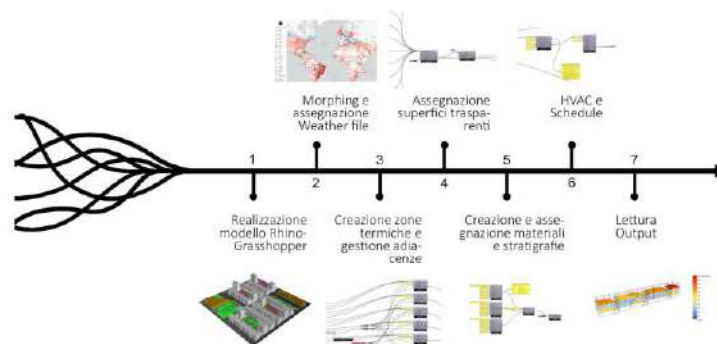 Morphing e
assegnazione
Weather file
Assegnazione
superfici traspa-
renti
HVAC e
Schedule
1
3
5
7
2
4
6
Realizzazione
modello Rhino-
Grasshopper
Creazione zone
termiche e
gestione adia-
cenze
Creazione e asse-
gnazione materiali
e stratigrafie
Lettura
Output